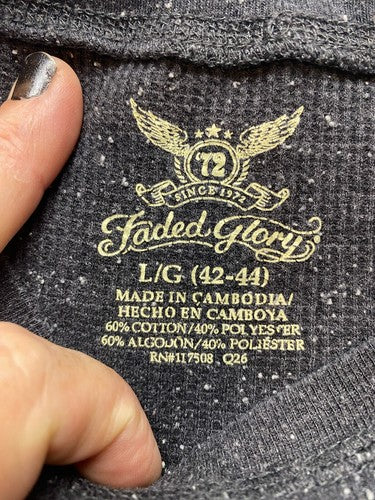 '72
SINCE 1972
Faded Glory
L/G (42-44)
MADE IN CAMBODIA/
HECHO EN CAMBOYA
60% COTTON/40% POLYESTER
60% ALGODON/40% POLIÉSTER
RN#117508 Q26